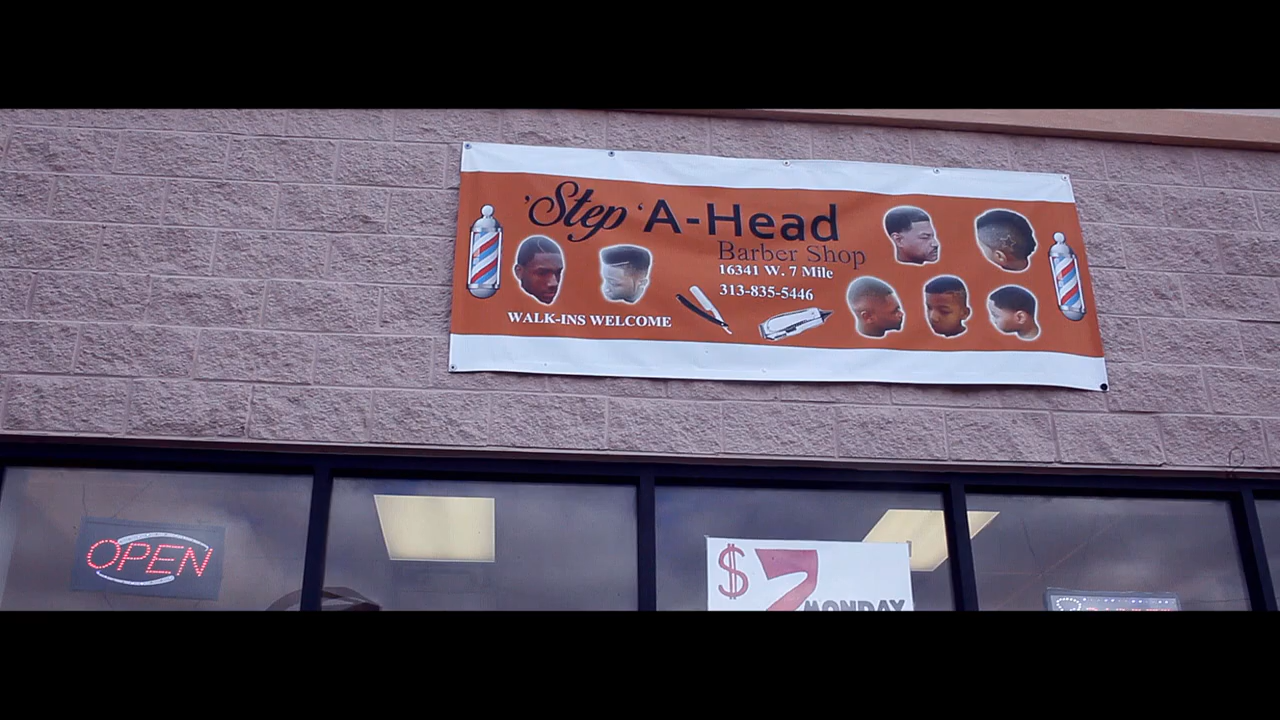 'Step 'A-Head
Barber Shop
16341 W. 7 Mile
313-835-5446
WALK-INS WELCOME
OPEN
$7
MONDAY